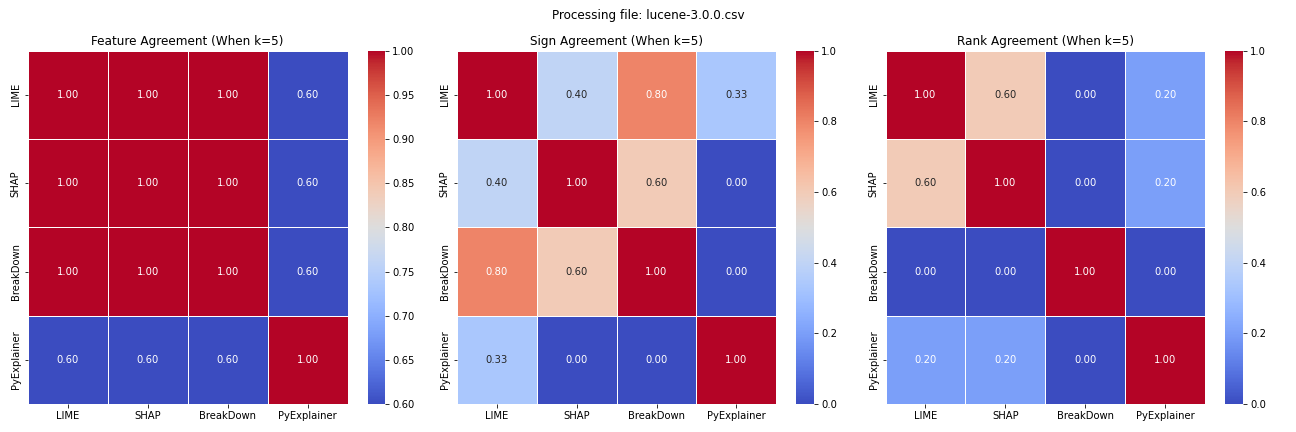 Processing file: lucene-3.0.0.csv
Feature Agreement (When k=5)
LIME
SHAP
BreakDown
PyExplainer
1.00 1.00 1.00 0.60
1.00 1.00 1.00 0.60
1.00 1.00 1.00 0.60
0.60 0.60 0.60 1.00
LIME SHAP BreakDown PyExplainer
1.00
0.95
0.90
0.85
0.80
0.75
0.70
0.65
0.60
Sign Agreement (When k=5)
LIME
SHAP
BreakDown
PyExplainer
1.00 0.40 0.80 0.33
0.40 1.00 0.60 0.00
0.80 0.60 1.00 0.00
0.33 0.00 0.00 1.00
LIME SHAP BreakDown PyExplainer
1.0
0.8
0.6
0.4
0.2
0.0
Rank Agreement (When k=5)
LIME
SHAP
BreakDown
PyExplainer
1.00 0.60 0.00 0.20
0.60 1.00 0.00 0.20
0.00 0.00 1.00 0.00
0.20 0.20 0.00 1.00
LIME SHAP BreakDown PyExplainer
1.0
0.8
0.6
0.4
0.2
0.0